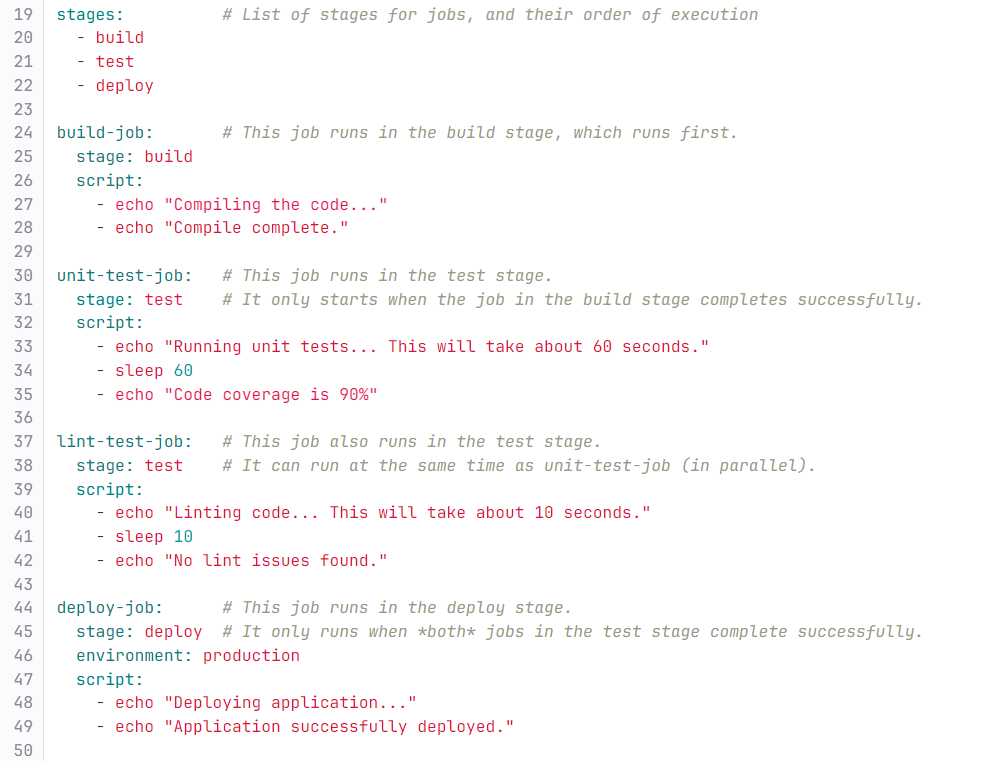 19 stages:          # List of stages for jobs, and their order of execution
20   - build
21   - test
22   - deploy
23
24 build-job:       # This job runs in the build stage, which runs first.
25   stage: build
26   script:
27     - echo "Compiling the code..."
28     - echo "Compile complete."
29
30 unit-test-job:   # This job runs in the test stage.
31   stage: test    # It only starts when the job in the build stage completes successfully.
32   script:
33     - echo "Running unit tests... This will take about 60 seconds."
34     - sleep 60
35     - echo "Code coverage is 90%"
36
37 lint-test-job:   # This job also runs in the test stage.
38   stage: test    # It can run at the same time as unit-test-job (in parallel).
39   script:
40     - echo "Linting code... This will take about 10 seconds."
41     - sleep 10
42     - echo "No lint issues found."
43
44 deploy-job:      # This job runs in the deploy stage.
45   stage: deploy  # It only runs when *both* jobs in the test stage complete successfully.
46   environment: production
47   script:
48     - echo "Deploying application..."
49     - echo "Application successfully deployed."
50